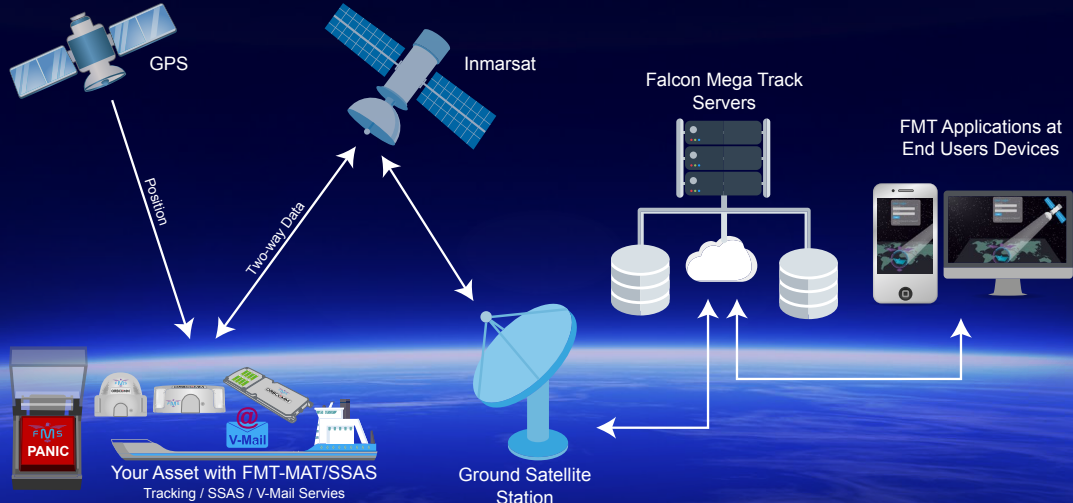 GPS
Inmarsat
Falcon Mega Track
Servers
FMT Applications at
End Users Devices
Position
Two-way Data
FMS
PANIC
ORBCOMM
@
V-Mail
Your Asset with FMT-MAT/SSAS
Tracking / SSAS / V-Mail Servies
Ground Satellite
Station